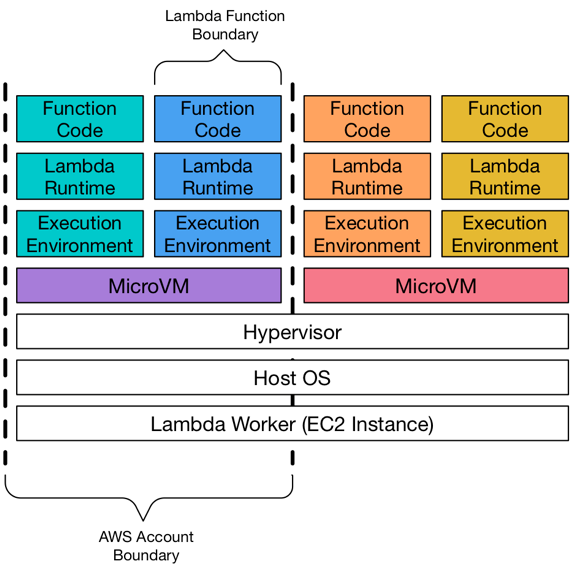 Lambda Function
Boundary
Function
Code
Function
Code
Function
Code
Function
Code
Lambda
Runtime
Lambda
Runtime
Lambda
Runtime
Lambda
Runtime
Execution
Environment
Execution
Environment
Execution
Environment
Execution
Environment
MicroVM
MicroVM
Hypervisor
Host OS
Lambda Worker (EC2 Instance)
AWS Account
Boundary